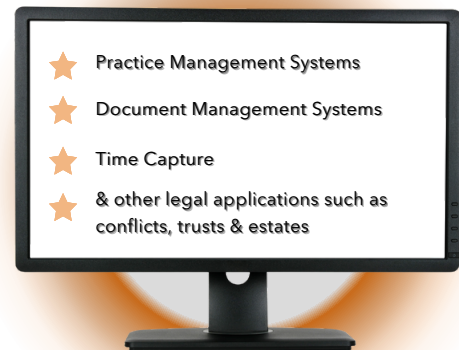 Practice Management Systems
Document Management Systems
Time Capture
& other legal applications such as
conflicts, trusts & estates